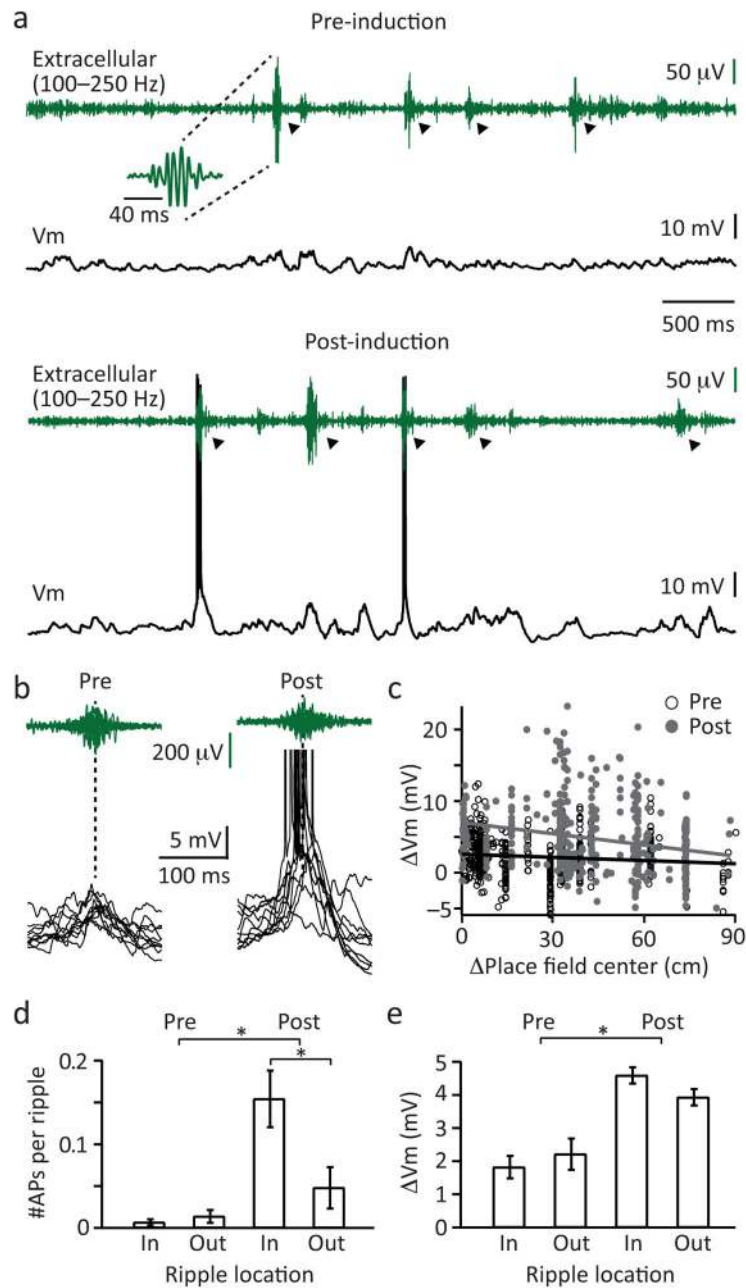 a
Pre-induction
Extracellular
(100–250 Hz)
50 μV
40 ms
Vm
10 mV
500 ms
Post-induction
Extracellular
(100–250 Hz)
50 μV
Vm
10 mV
b
Pre
Post
200 μV
5 mV
100 ms
c
Pre
Post
ΔVm (mV)
20
10
0
−5
0
30
60
90
ΔPlace field center (cm)
d
Pre
*
Post
*
#APs per ripple
0.2
0.1
0
In
Out
In
Out
Ripple location
e
Pre
*
Post
ΔVm (mV)
5
4
3
2
1
0
In
Out
In
Out
Ripple location